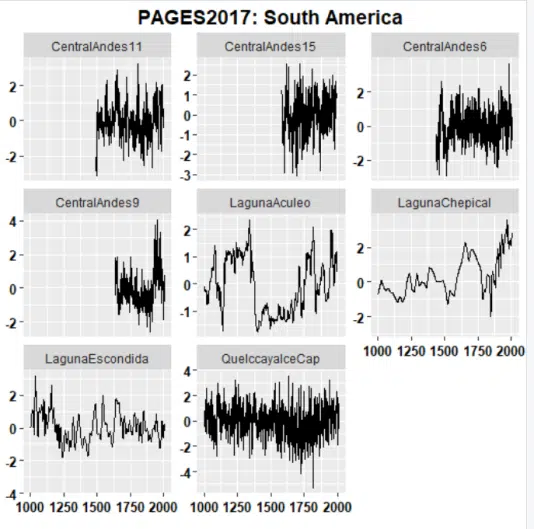 PAGES2017: South America
CentralAndes11 CentralAndes15 CentralAndes6
2 0 -2
2 1 0 -1 -2 -3
2 0 -2
CentralAndes9 LagunaAculeo LagunaChepical
4 2 0 -2
2 1 0 -1
2 0 -2
1000 1250 1500 1750 2000
LagunaEscondida QuelccayaIceCap
2 0 -2 -4
4 2 0 -2 -4
1000 1250 1500 1750 2000 1000 1250 1500 1750 2000